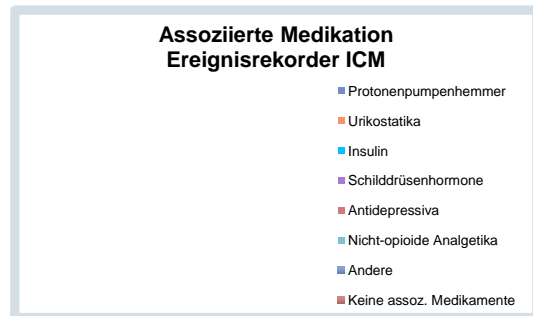 Assoziierte Medikation
Ereignisrekorder ICM
Protonenpumpenhemmer
Urikostatika
Insulin
Schilddrüsenhormone
Antidepressiva
Nicht-opioide Analgetika
Andere
Keine assoz. Medikamente